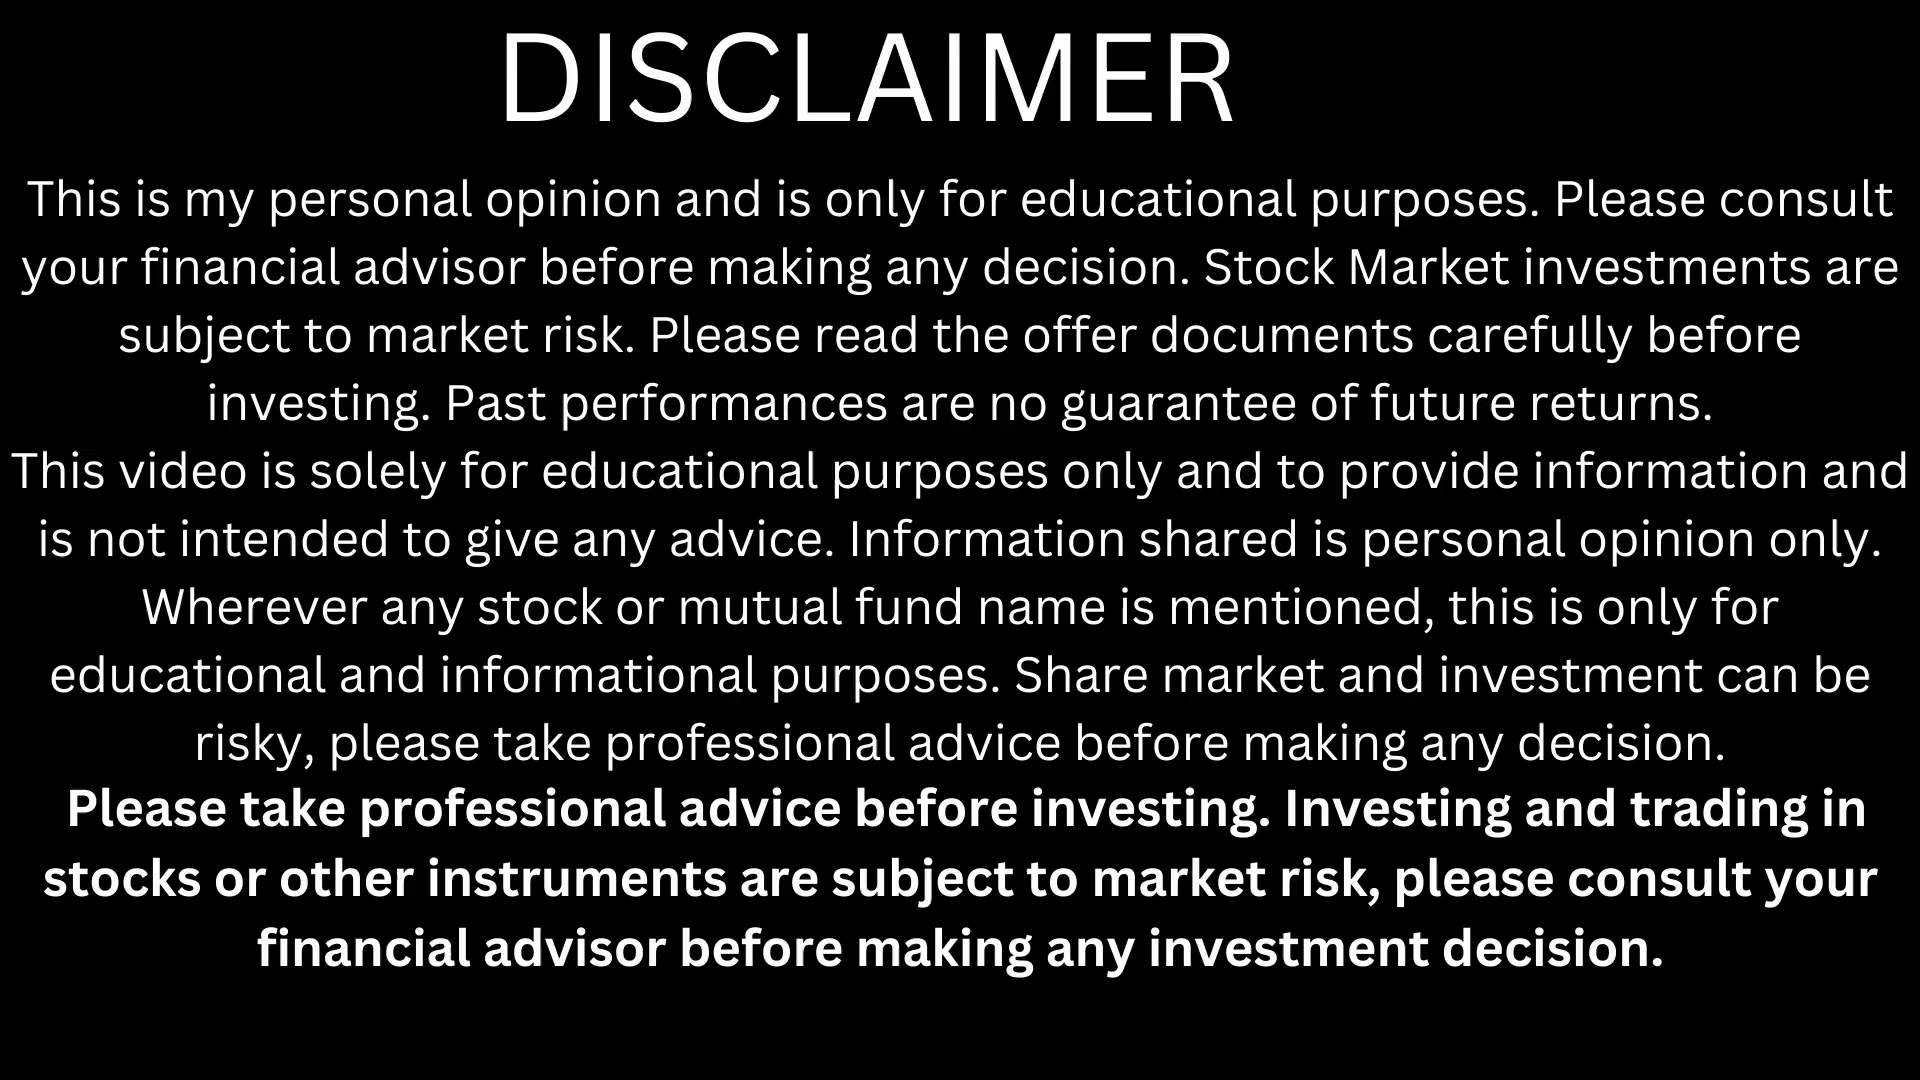 DISCLAIMER
This is my personal opinion and is only for educational purposes. Please consult
your financial advisor before making any decision. Stock Market investments are
subject to market risk. Please read the offer documents carefully before
investing. Past performances are no guarantee of future returns.
This video is solely for educational purposes only and to provide information and
is not intended to give any advice. Information shared is personal opinion only.
Wherever any stock or mutual fund name is mentioned, this is only for
educational and informational purposes. Share market and investment can be
risky, please take professional advice before making any decision.
Please take professional advice before investing. Investing and trading in
stocks or other instruments are subject to market risk, please consult your
financial advisor before making any investment decision.